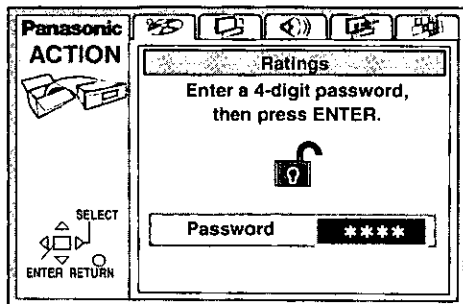 Panasonic
ACTION
Ratings
Enter a 4-digit password,
then press ENTER.
Password ****
SELECT
ENTER RETURN